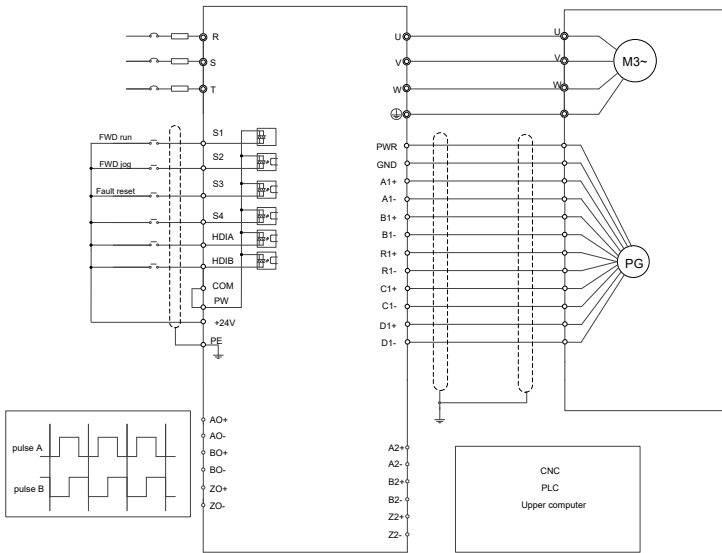 R
S
T
U
V
W
U
V
W
M3~
FWD run
S1
FWD jog
S2
Fault reset
S3
S4
HDIA
HDIB
COM
PW
+24V
PE
PWR
GND
A1+
A1-
B1+
B1-
R1+
R1-
C1+
C1-
D1+
D1-
PG
pulse A
pulse B
AO+
AO-
BO+
BO-
ZO+
ZO-
A2+
A2-
B2+
B2-
Z2+
Z2-
CNC
PLC
Upper computer